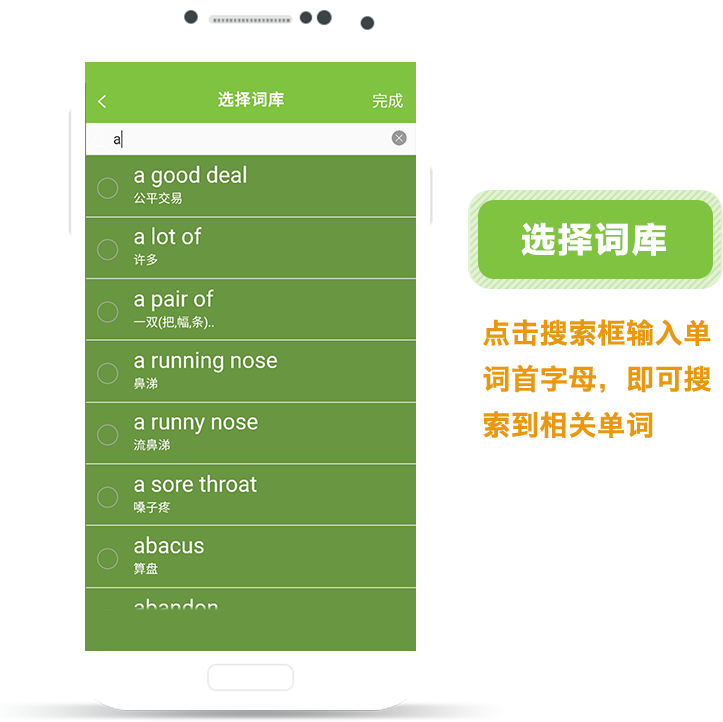 选择词库
完成
a
a good deal
公平交易
a lot of
许多
a pair of
一双(把,幅,条)..
a running nose
鼻涕
a runny nose
流鼻涕
a sore throat
嗓子疼
abacus
算盘
abandon
选择词库
点击搜索框输入单
词首字母，即可搜
索到相关单词